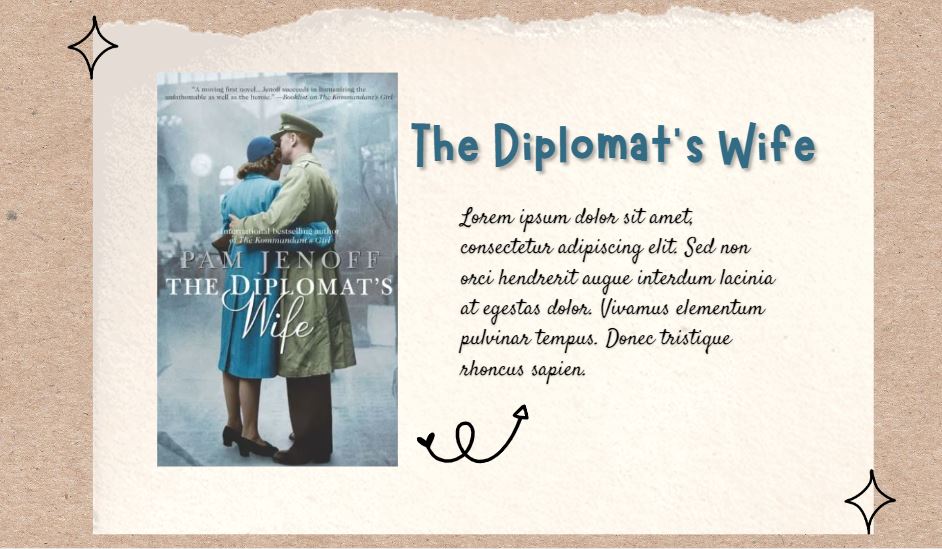 "A moving first novel... Jenoff succeeds in humanizing the
unfathomable as well as the heroic." —Booklist on The Kommandant's Girl
International bestselling author
of The Kommandant's Girl
PAM JENOFF
THE DIPLOMAT'S
Wife
The Diplomat's Wife
Lorem ipsum dolor sit amet,
consectetur adipiscing elit. Sed non
orci hendrerit augue interdum lacinia
at egestas dolor. Vivamus elementum
pulvinar tempus. Donec tristique
rhoncus sapien.